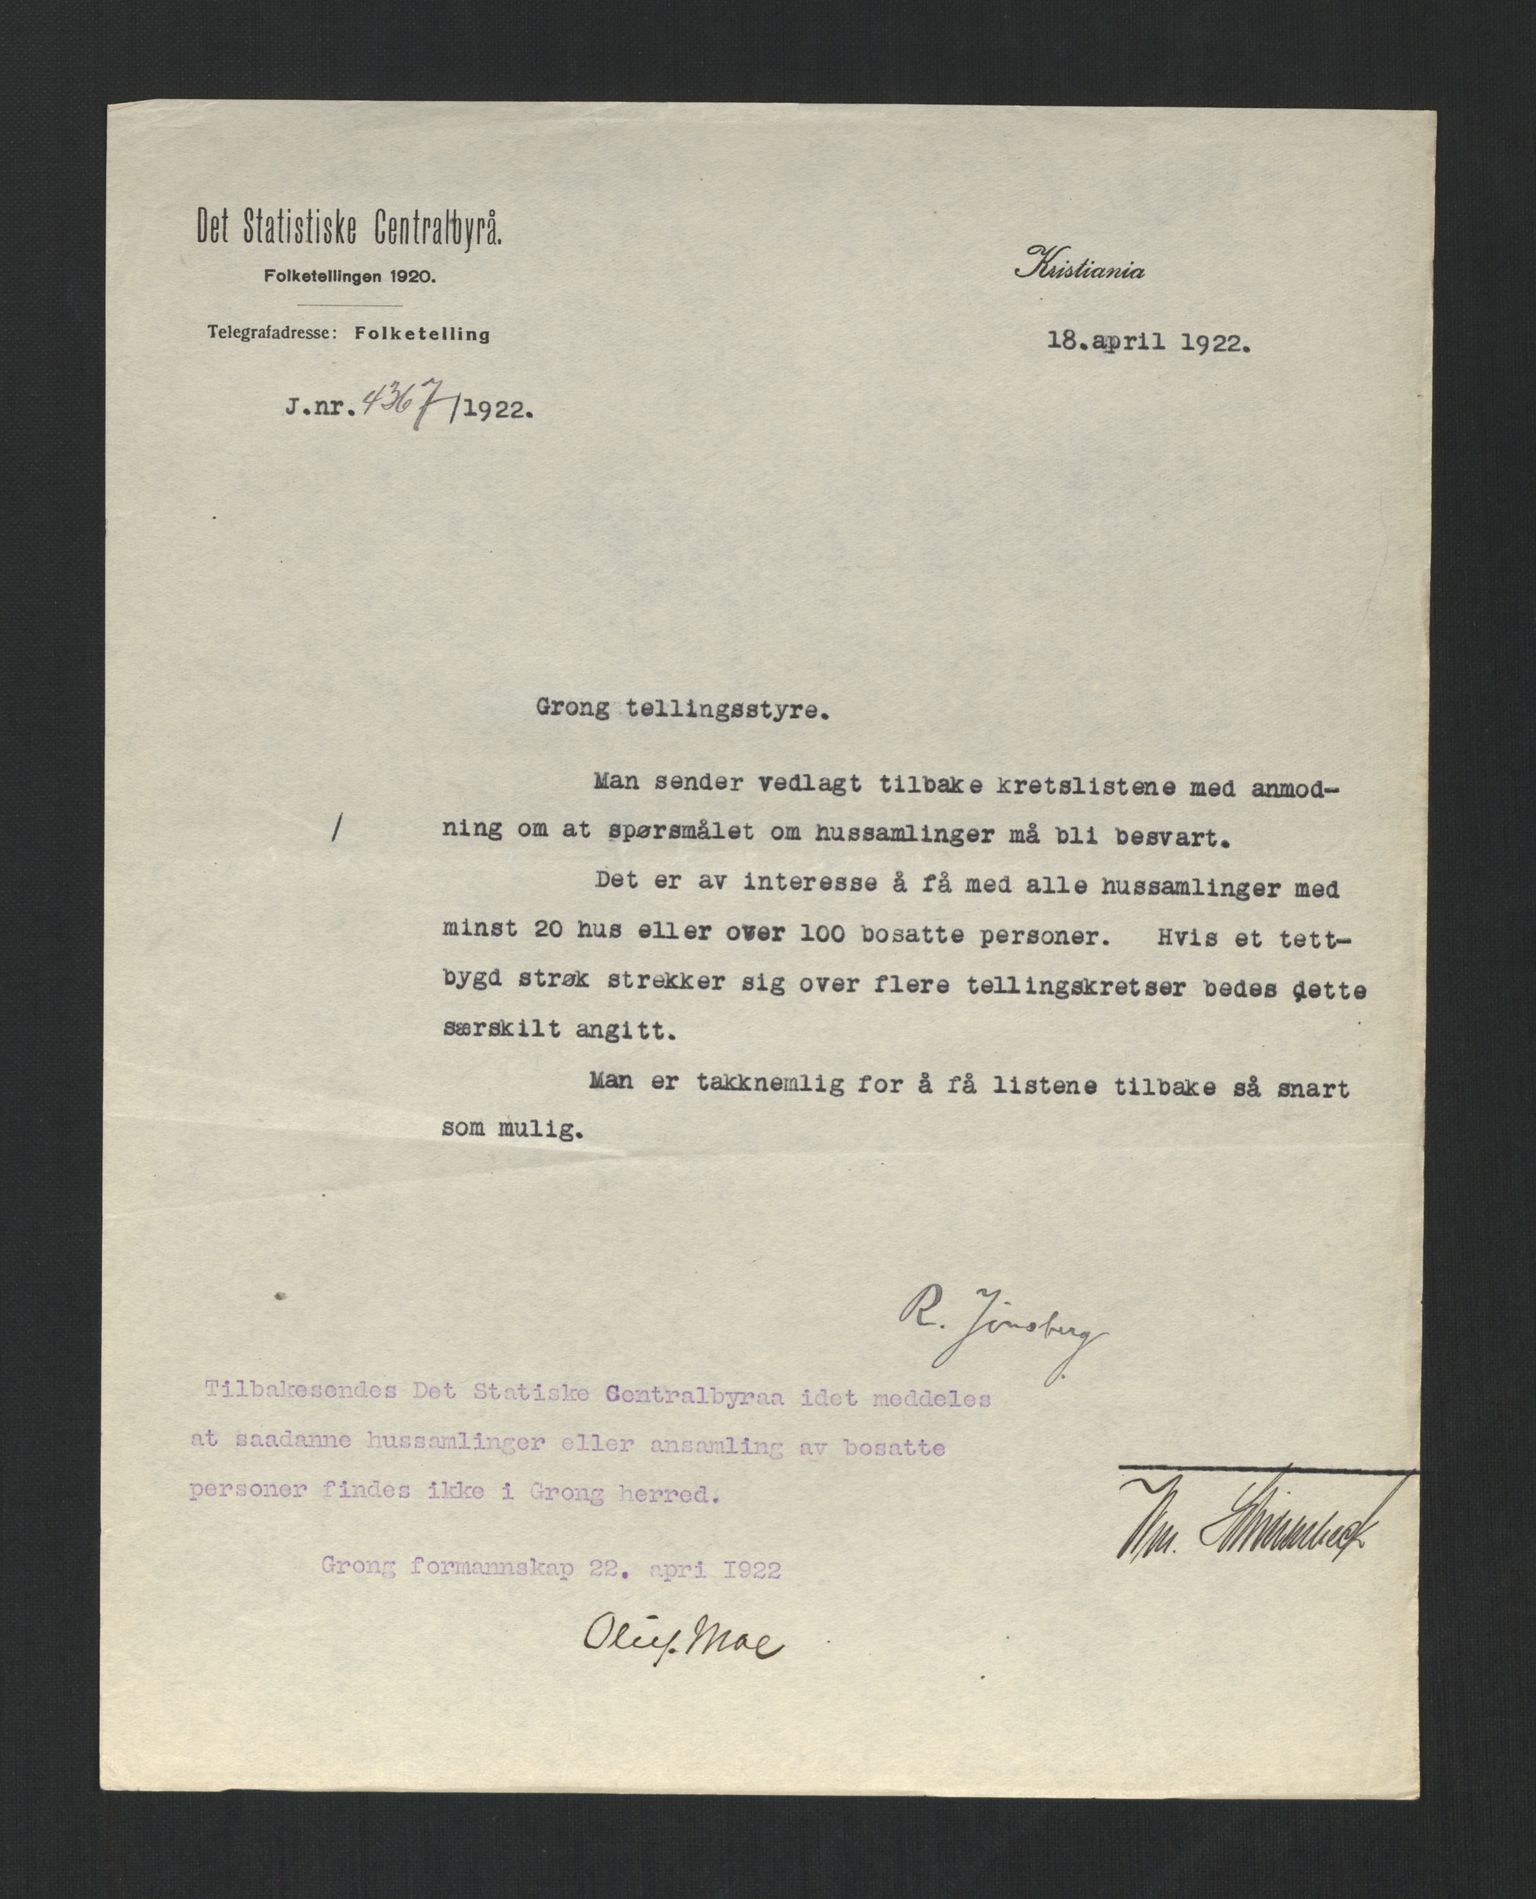 Det Statistiske Centralbyrå.
Folketellingen 1920.
Telegrafadresse: Folketelling
Kristiania
18.april 1922.
J.nr. 4367/1922.
Grong tellingsstyre.
Man sender vedlagt tilbake kretslistene med anmod-
/ ning om at spørsmålet om hussamlinger må bli besvart.
Det er av interesse å få med alle hussamlinger med
minst 20 hus eller over 100 bosatte personer. Hvis et tett-
bygd strøk strekker sig over flere tellingskretser bedes dette
særskilt angitt.
Man er takknemlig for å få listene tilbake så snart
som mulig.
R. Jönsberg
Tilbakesendes Det Statiske Centralbyraa idet meddeles
at saadanne hussamlinger eller ansamling av bosatte
personer findes ikke i Grong herred.
Grong formannskap 22. apri I922
Oluf Moe